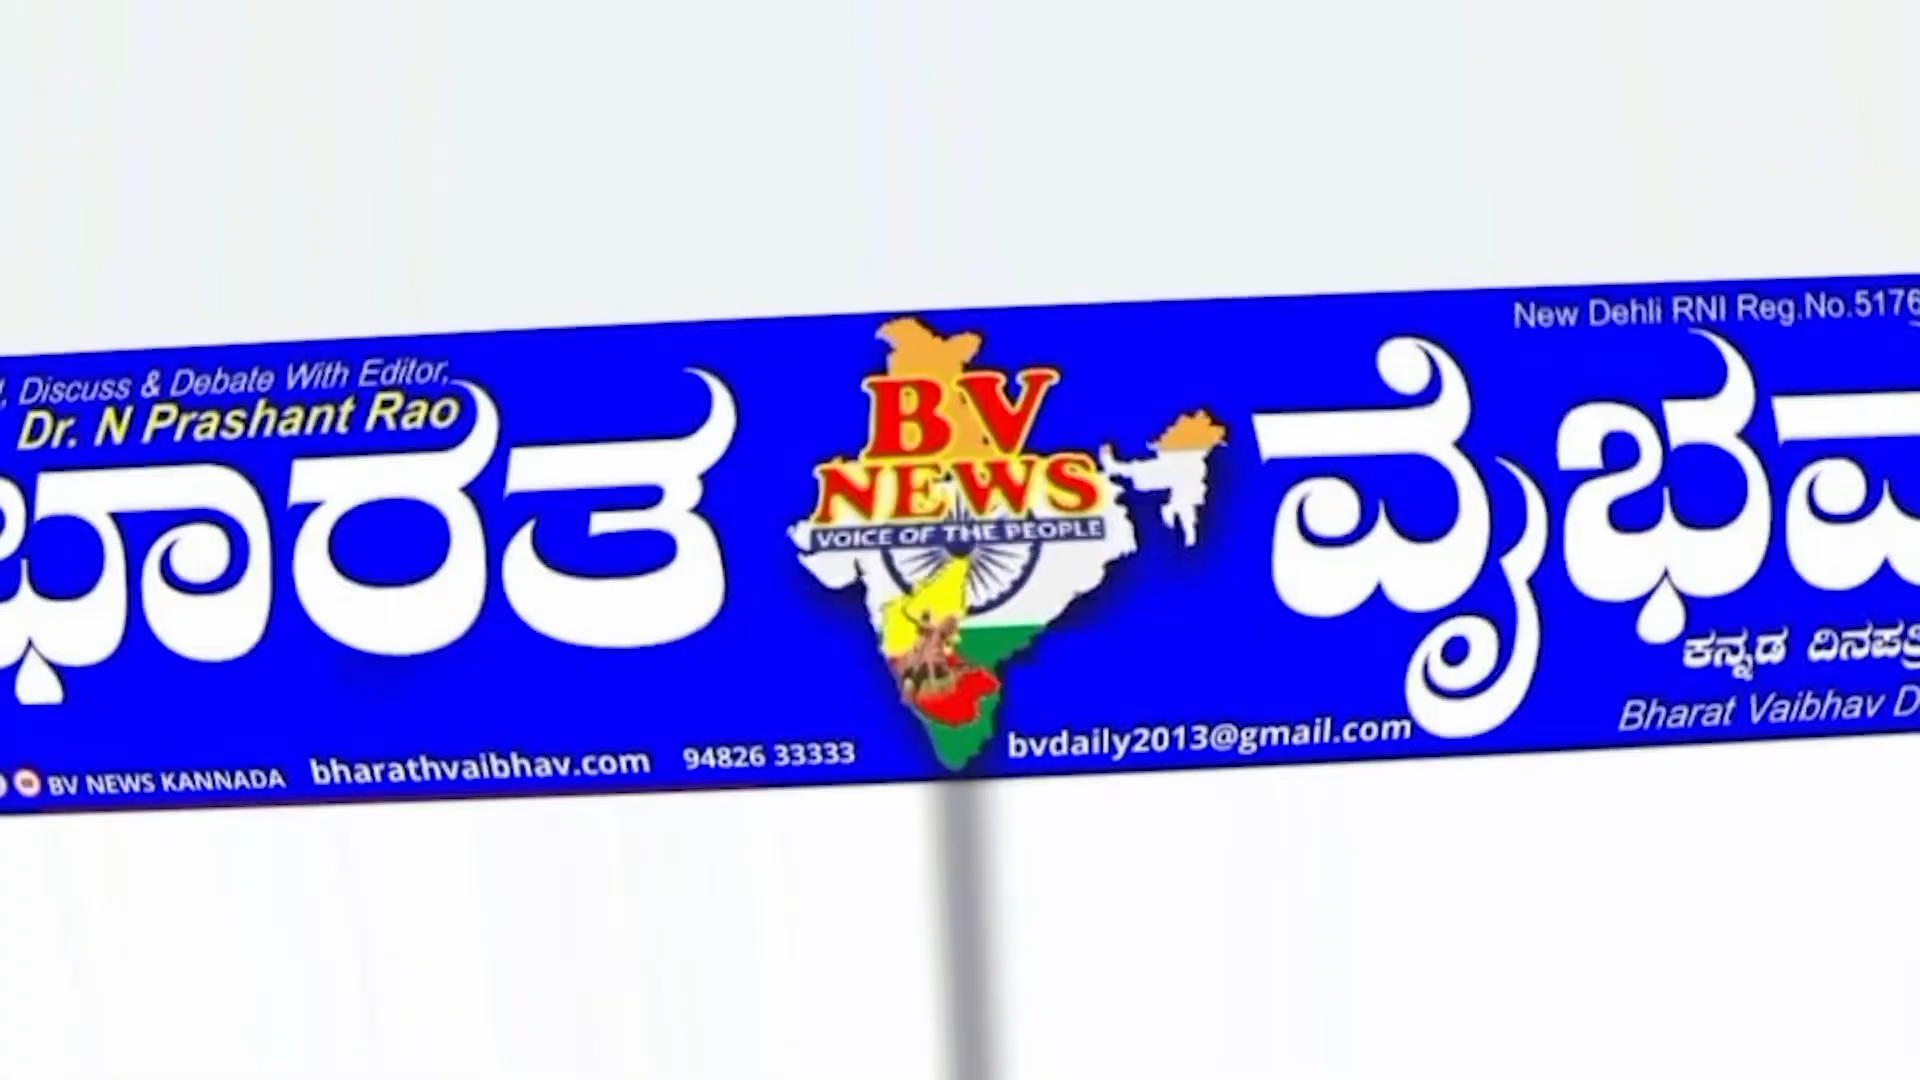 Discuss & Debate With Editor,
Dr. N Prashant Rao
New Dehli RNI Reg.No.5176
ಭಾರತ
BV
NEWS
VOICE OF THE PEOPLE
ವೈಭವ
ಕನ್ನಡ ದಿನಪತ್ರಿ
Bharat Vaibhav D
BV NEWS KANNADA bharathvaibhav.com 94826 33333 bvdaily2013@gmail.com